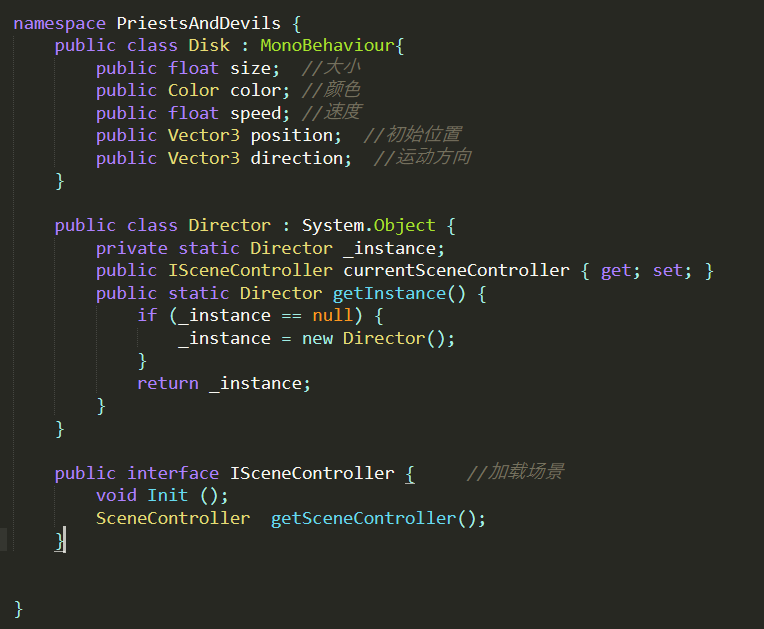 namespace PriestsAndDevils {
    public class Disk : MonoBehaviour{
        public float size;  //大小
        public Color color; //颜色
        public float speed; //速度
        public Vector3 position;  //初始位置
        public Vector3 direction;  //运动方向
    }
    public class Director : System.Object {
        private static Director _instance;
        public ISceneController currentSceneController { get; set; }
        public static Director getInstance() {
            if (_instance == null) {
                _instance = new Director();
            }
            return _instance;
        }
    }
    public interface ISceneController {     //加载场景
        void Init ();
        SceneController  getSceneController();
    }
}